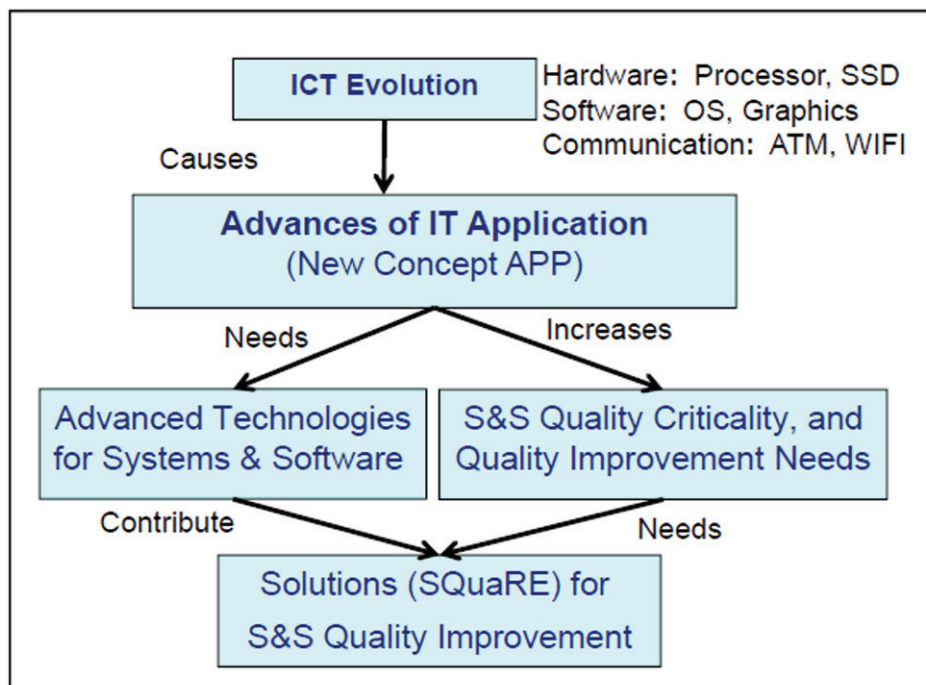 ICT Evolution
Hardware: Processor, SSD
Software: OS, Graphics
Communication: ATM, WIFI
Causes
Advances of IT Application
(New Concept APP)
Needs
Increases
Advanced Technologies
for Systems & Software
S&S Quality Criticality, and
Quality Improvement Needs
Contribute
Needs
Solutions (SQuaRE) for
S&S Quality Improvement